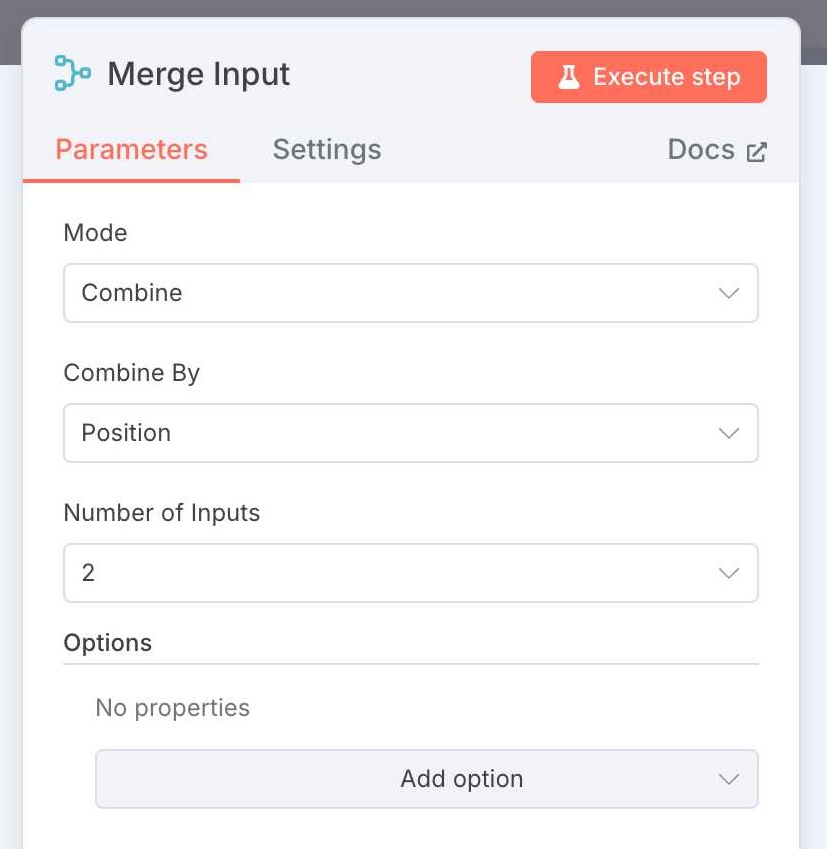 Merge Input
Execute step
Parameters
Settings
Docs
Mode
Combine
Combine By
Position
Number of Inputs
2
Options
No properties
Add option